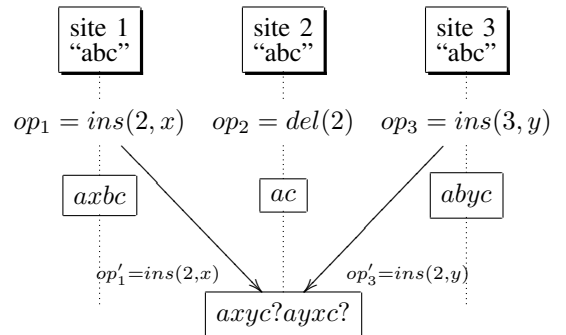 site 1 site 2 site 3
“abc” “abc” “abc”
op₁ = ins(2, x) op₂ = del(2) op₃ = ins(3, y)
axbc ac abyc
op′₁=ins(2,x) op′₃=ins(2,y)
axyc?ayxc?